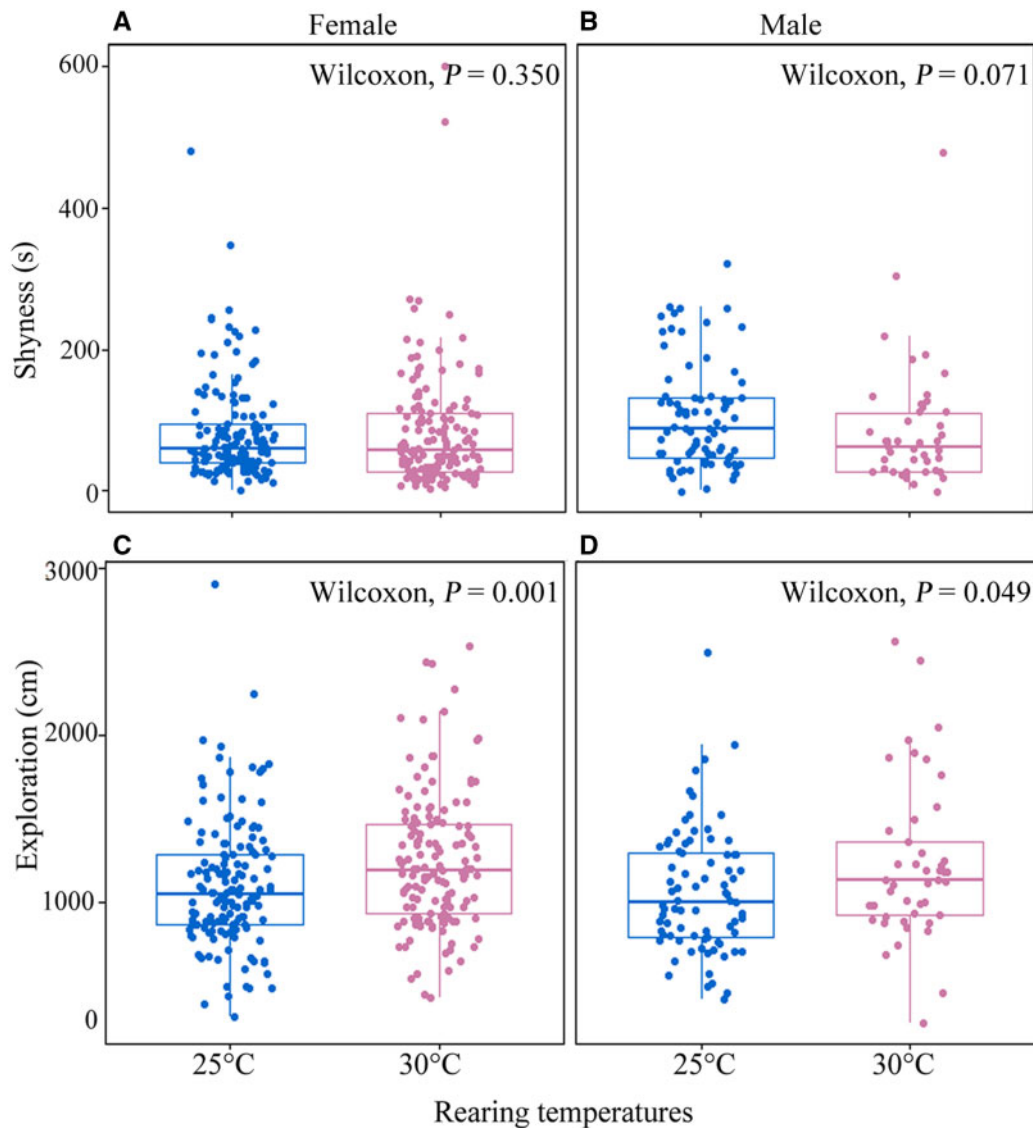 A Female B Male
Wilcoxon, P = 0.350
Wilcoxon, P = 0.071
Shyness (s)
600
400
200
0
C D
Wilcoxon, P = 0.001
Wilcoxon, P = 0.049
Exploration (cm)
3000
2000
1000
0
25°C 30°C 25°C 30°C
Rearing temperatures